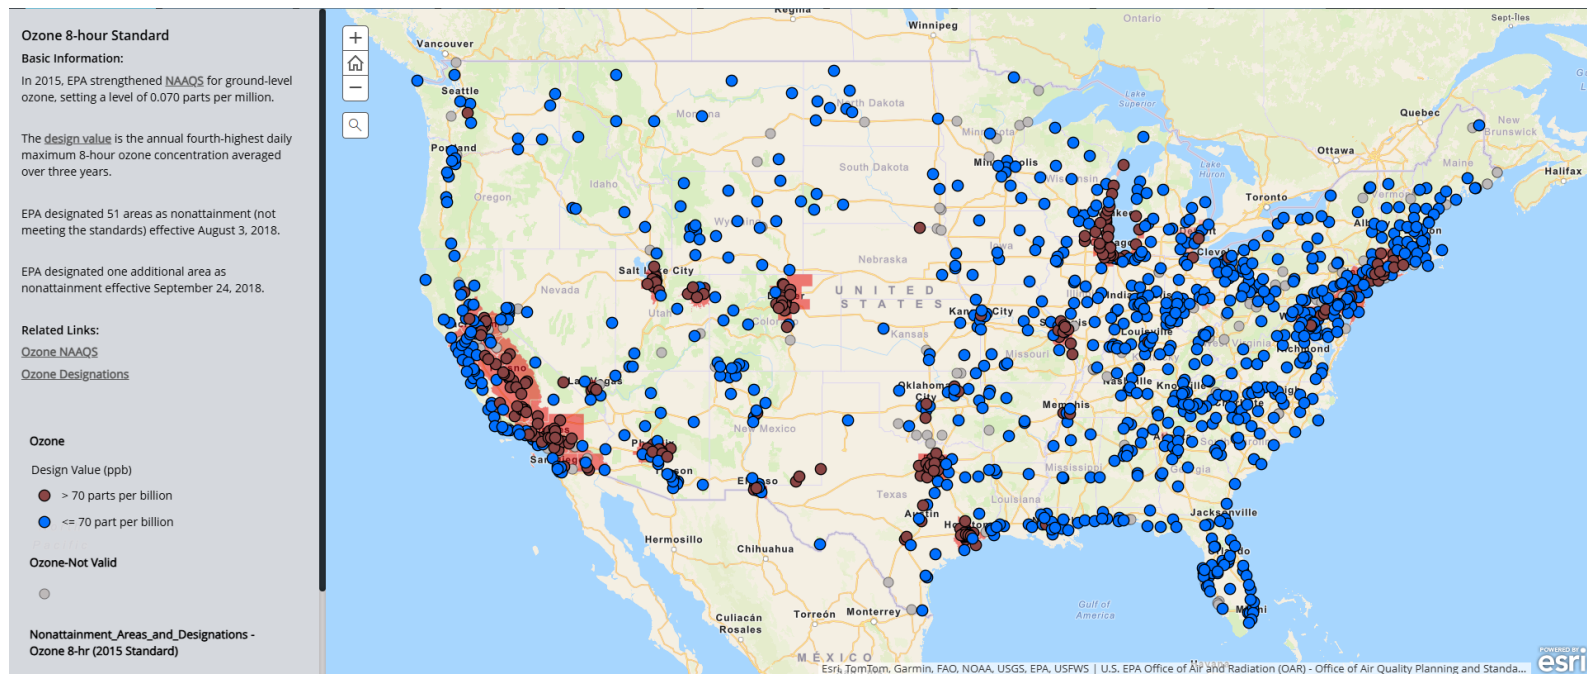 Ozone 8-hour Standard
Basic Information:
In 2015, EPA strengthened NAAQS for ground-level
ozone, setting a level of 0.070 parts per million.
The design value is the annual fourth-highest daily
maximum 8-hour ozone concentration averaged
over three years.
EPA designated 51 areas as nonattainment (not
meeting the standards) effective August 3, 2018.
EPA designated one additional area as
nonattainment effective September 24, 2018.
Related Links:
Ozone NAAQS
Ozone Designations
Ozone
Design Value (ppb)
> 70 parts per billion
<= 70 part per billion
Ozone-Not Valid
Nonattainment_Areas_and_Designations -
Ozone 8-hr (2015 Standard)
Regina
Winnipeg
Ontario
Sept-Îles
Vancouver
Seattle
Lake
Superior
North Dakota
Quebec
New
Brunswick
Ottawa
Maine
Halifax
South Dakota
Idaho
Oregon
Lake
Huron
Toronto
Iowa
Nebraska
Salt Lake City
Nevada
UNITED
STATES
Utah
Kansas City
Kansas
Missouri
Louisville
Richmond
Las Vegas
Oklahoma
City
Nashville
Memphis
New Mexico
Mississippi
Georgia
Texas
Louisiana
Austin
Jacksonville
Hermosillo
Chihuahua
Orlando
Gulf of
America
Miami
Culiacán
Rosales
Torreón
Monterrey
MÉXICO
Esri, TomTom, Garmin, FAO, NOAA, USGS, EPA, USFWS | U.S. EPA Office of Air and Radiation (OAR) - Office of Air Quality Planning and Standa...
POWERED BY
esri